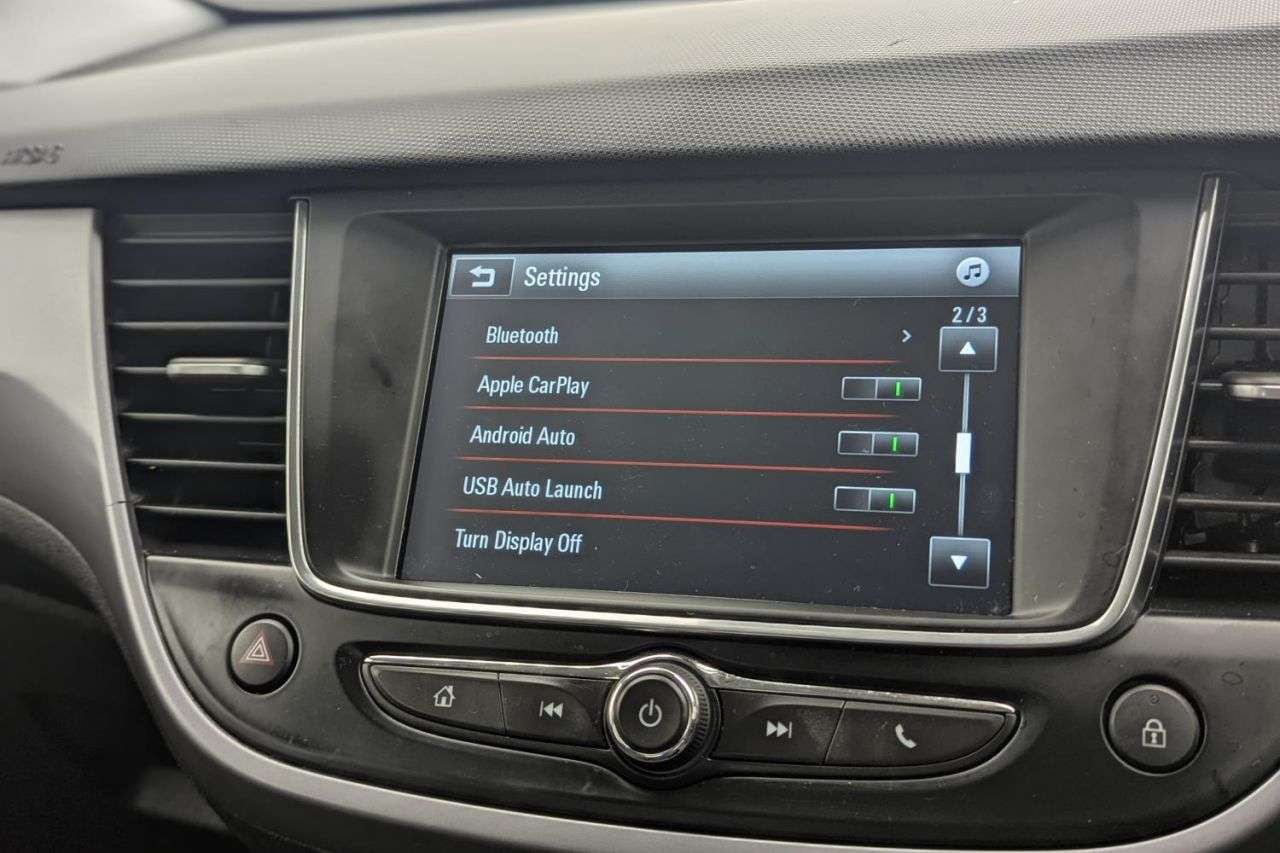 Settings
2/3
Bluetooth
Apple CarPlay
Android Auto
USB Auto Launch
Turn Display Off